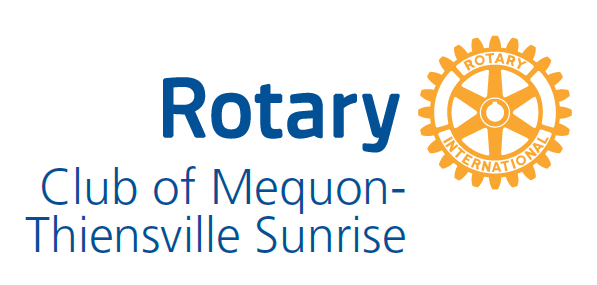 Rotary
Club of Mequon-
Thiensville Sunrise
ROTARY
INTERNATIONAL